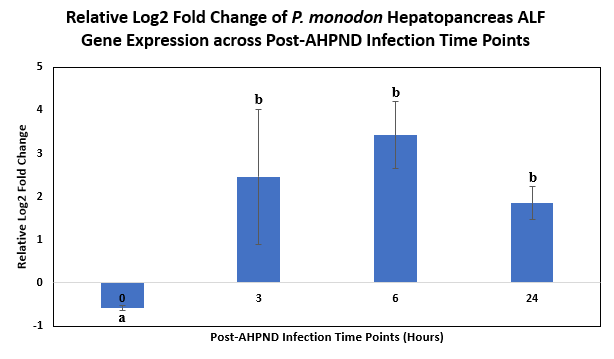 Relative Log2 Fold Change of P. monodon Hepatopancreas ALF
Gene Expression across Post-AHPND Infection Time Points
Relative Log2 Fold Change
5
4
3
2
1
0
-1
b
b
b
a
0
3
6
24
Post-AHPND Infection Time Points (Hours)